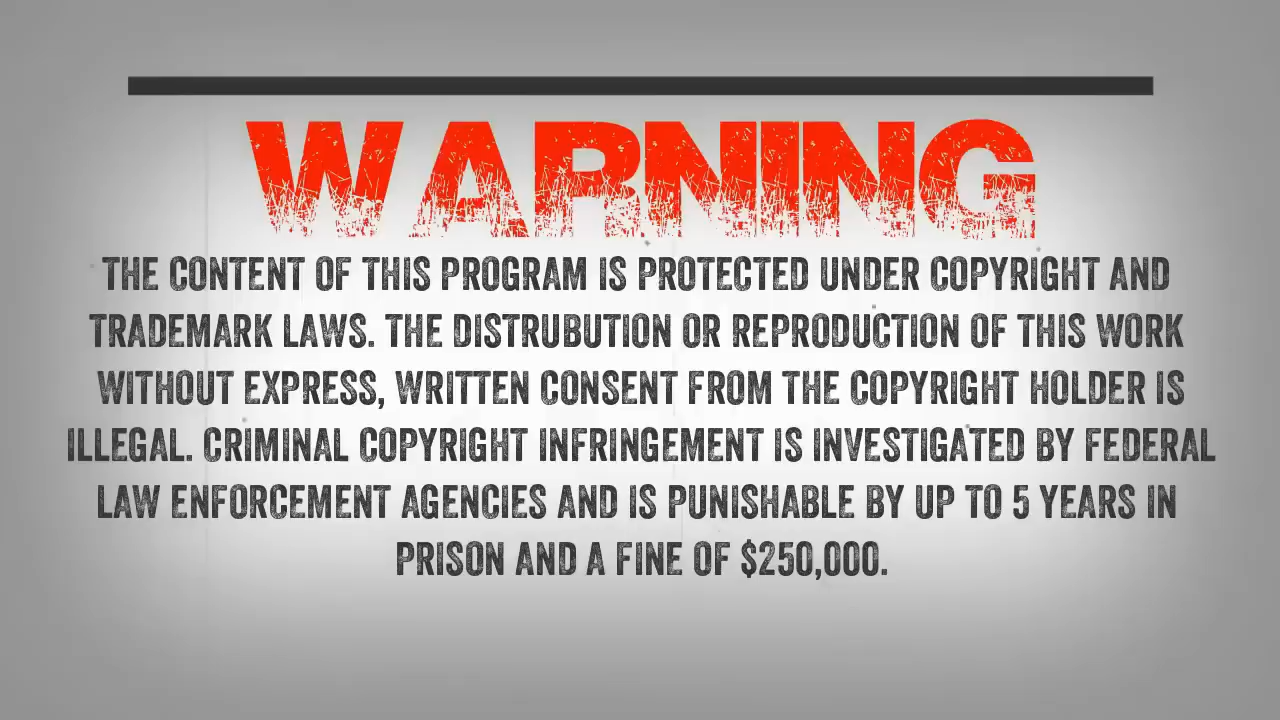 WARNING
THE CONTENT OF THIS PROGRAM IS PROTECTED UNDER COPYRIGHT AND
TRADEMARK LAWS. THE DISTRUBUTION OR REPRODUCTION OF THIS WORK
WITHOUT EXPRESS, WRITTEN CONSENT FROM THE COPYRIGHT HOLDER IS
ILLEGAL. CRIMINAL COPYRIGHT INFRINGEMENT IS INVESTIGATED BY FEDERAL
LAW ENFORCEMENT AGENCIES AND IS PUNISHABLE BY UP TO 5 YEARS IN
PRISON AND A FINE OF $250,000.